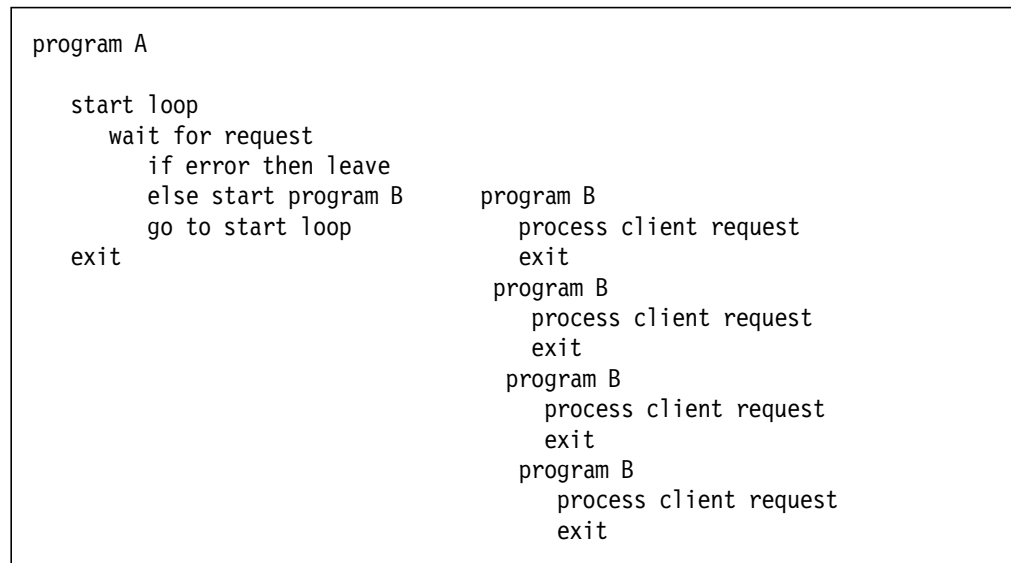 program A
start loop
wait for request
if error then leave
else start program B program B
go to start loop process client request
exit exit
program B
process client request
exit
program B
process client request
exit
program B
process client request
exit